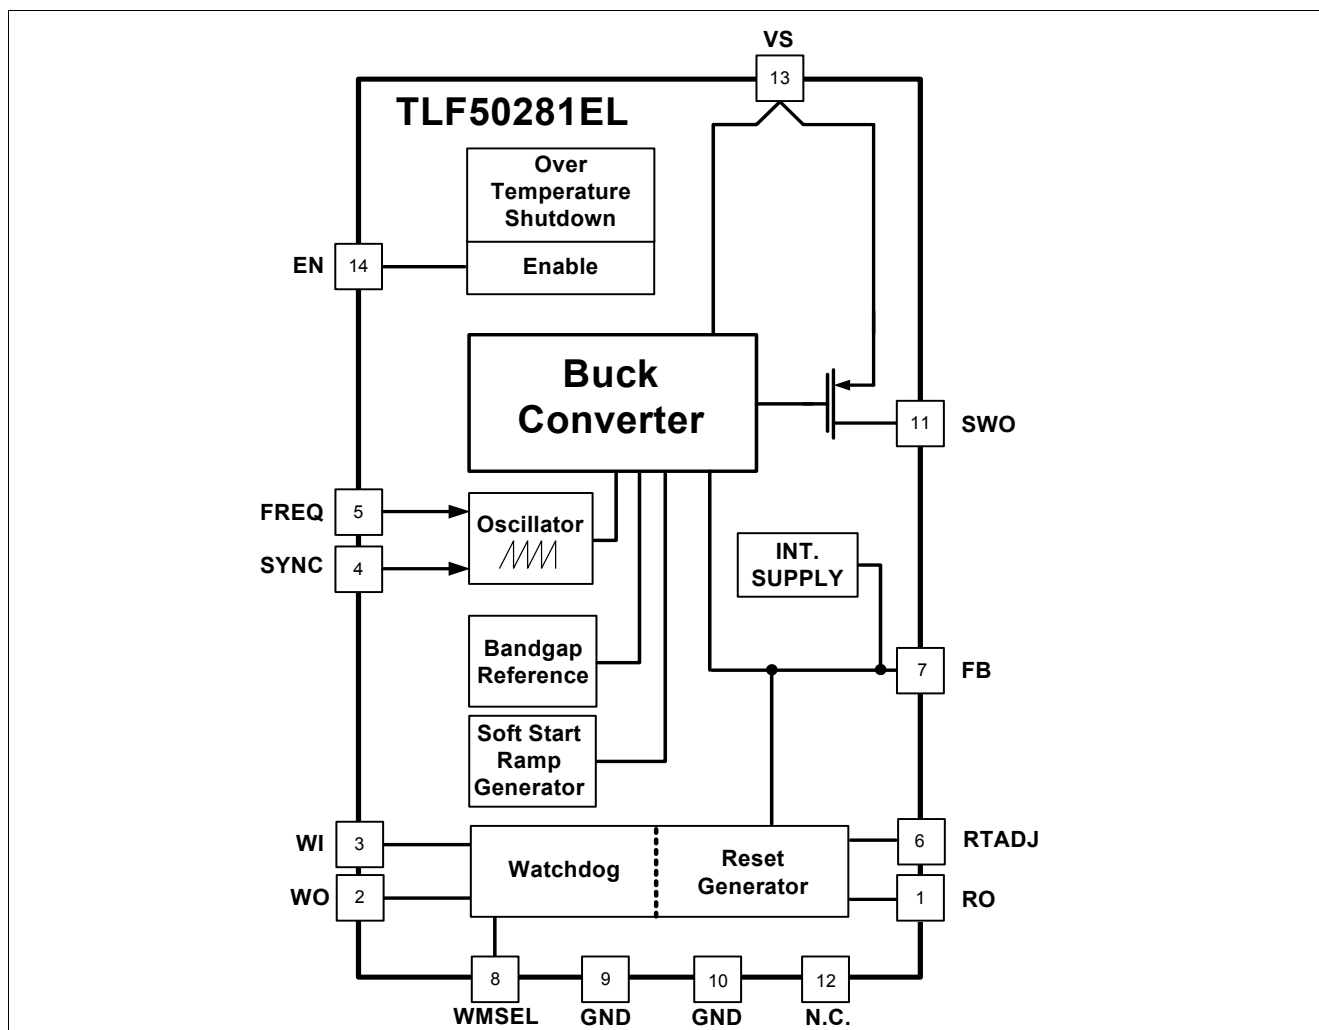 VS
13
TLF50281EL
Over
Temperature
Shutdown
EN
14
Enable
Buck
Converter
11
SWO
FREQ
5
Oscillator
SYNC
4
INT.
SUPPLY
Bandgap
Reference
7
FB
Soft Start
Ramp
Generator
WI
3
Watchdog
Reset
Generator
6
RTADJ
WO
2
1
RO
8
9
10
12
WMSEL
GND
GND
N.C.